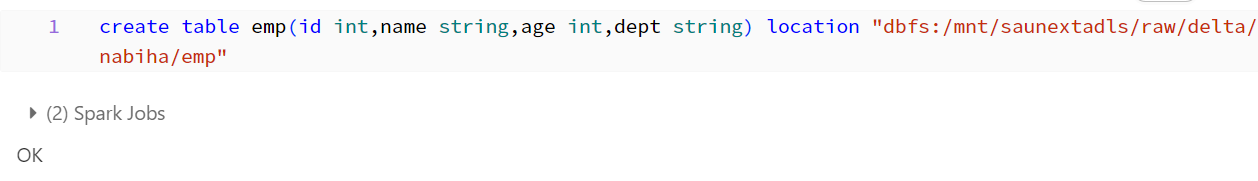 1 create table emp(id int,name string,age int,dept string) location "dbfs:/mnt/saunextadls/raw/delta/
nabiha/emp"
(2) Spark Jobs
OK